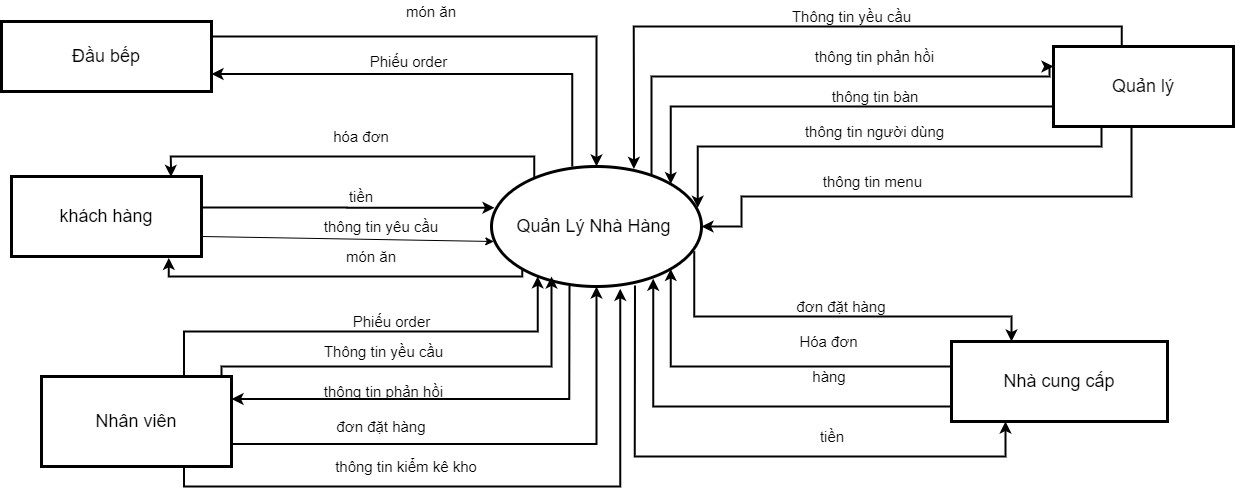 món ăn
Thông tin yều cầu
Đầu bếp
Phiếu order
thông tin phản hồi
Quản lý
thông tin bàn
hóa đơn
thông tin người dùng
tiền
thông tin menu
khách hàng
thông tin yêu cầu
Quản Lý Nhà Hàng
món ăn
đơn đặt hàng
Phiếu order
Hóa đơn
Thông tin yều cầu
hàng
Nhà cung cấp
thông tin phản hồi
Nhân viên
đơn đặt hàng
tiền
thông tin kiểm kê kho